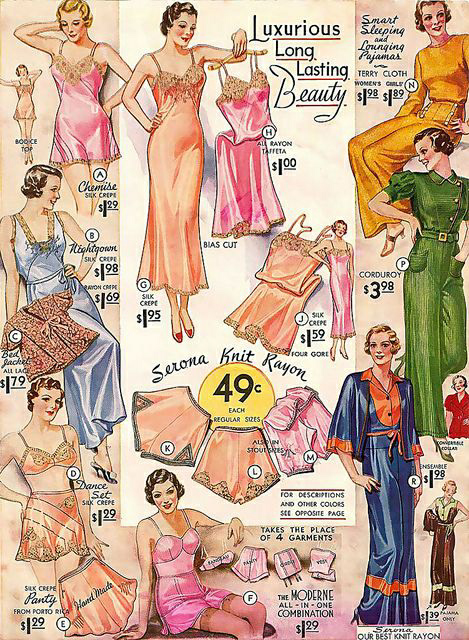 Luxurious
Long
Lasting
Beauty
Smart
Sleeping
and
Lounging
Pajamas
TERRY CLOTH
WOMEN'S GIRLS'
$1 98 $1 89
N
BODICE
TOP
A
Chemise
SILK CREPE
$1 29
H
ALL RAYON
TAFFETA
$1 00
BIAS CUT
B
Nightgown
SILK CREPE
$1 98
RAYON CREPE
$1 69
G
SILK
CREPE
$1 95
P
CORDUROY
$3 98
C
Bed
Jacket
ALL LACE
$1 79
J
SILK
CREPE
$1 59
FOUR GORE
Serona Knit Rayon
49¢
EACH
REGULAR SIZES
ALSO IN
STOUT SIZES
K
L
M
CONVERTIBLE
COLLAR
D
Dance
Set
SILK CREPE
$1 29
FOR DESCRIPTIONS
AND OTHER COLORS
SEE OPPOSITE PAGE
ENSEMBLE
R
$1 98
TAKES THE PLACE
OF 4 GARMENTS
BANDEAU
PANTY
GIRDLE
VEST
SILK CREPE
Panty
FROM PORTO RICO
$1 29
E
Hand Made
F
The MODERNE
ALL-IN-ONE
COMBINATION
$1 29
$1 39
PAJAMA
ONLY
Serona
OUR BEST KNIT RAYON